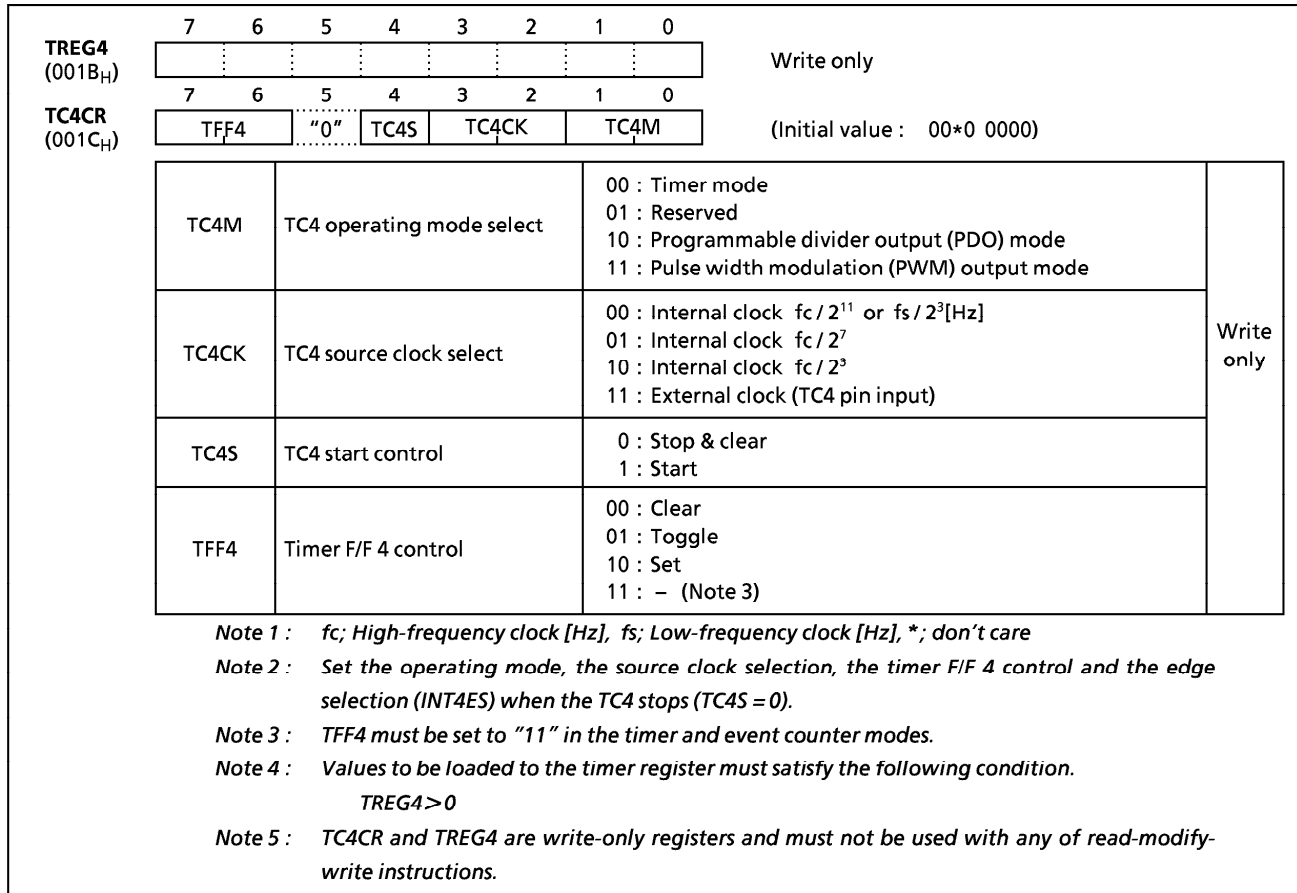 7 6 5 4 3 2 1 0
TREG4
(001BH)
Write only
7 6 5 4 3 2 1 0
TC4CR
(001CH)
TFF4 "0" TC4S TC4CK TC4M
(Initial value : 00*0 0000)
TC4M TC4 operating mode select
00 : Timer mode
01 : Reserved
10 : Programmable divider output (PDO) mode
11 : Pulse width modulation (PWM) output mode
TC4CK TC4 source clock select
00 : Internal clock fc / 2¹¹ or fs / 2³[Hz]
01 : Internal clock fc / 2⁷
10 : Internal clock fc / 2³
11 : External clock (TC4 pin input)
TC4S TC4 start control
0 : Stop & clear
1 : Start
TFF4 Timer F/F 4 control
00 : Clear
01 : Toggle
10 : Set
11 : – (Note 3)
Write
only
Note 1 : fc; High-frequency clock [Hz], fs; Low-frequency clock [Hz], *; don't care
Note 2 : Set the operating mode, the source clock selection, the timer F/F 4 control and the edge
selection (INT4ES) when the TC4 stops (TC4S = 0).
Note 3 : TFF4 must be set to "11" in the timer and event counter modes.
Note 4 : Values to be loaded to the timer register must satisfy the following condition.
TREG4>0
Note 5 : TC4CR and TREG4 are write-only registers and must not be used with any of read-modify-
write instructions.